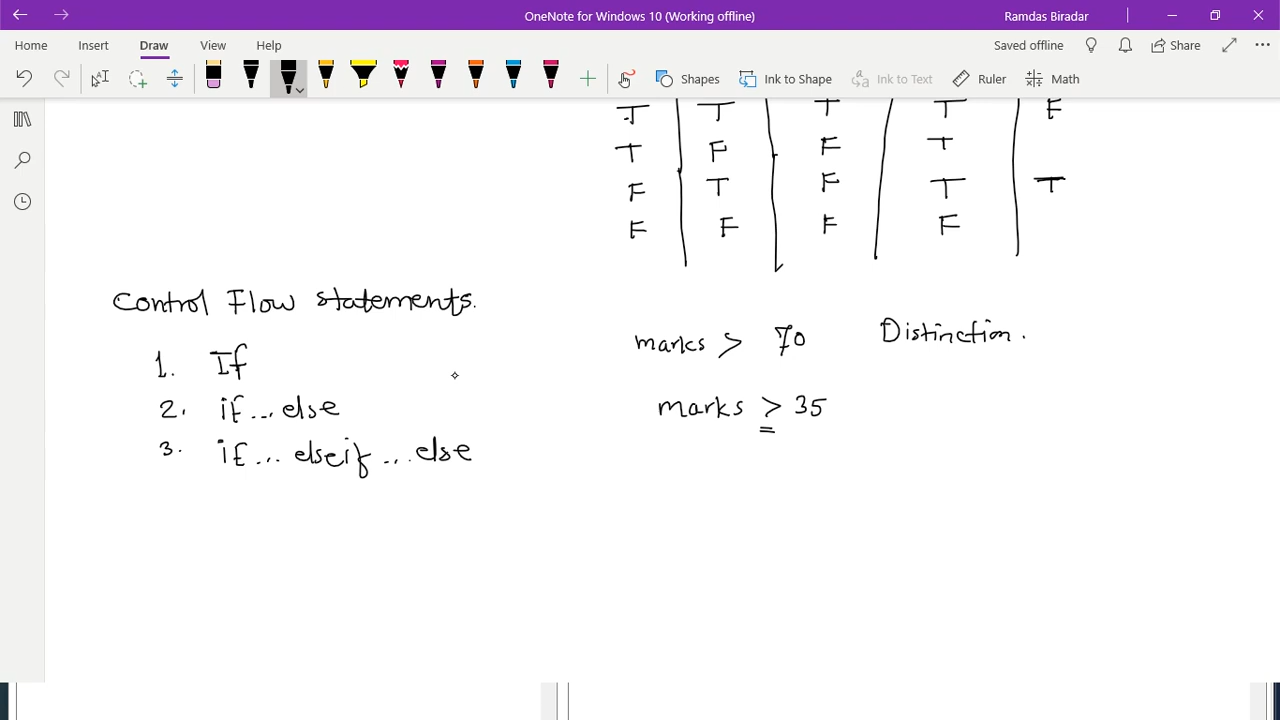 OneNote for Windows 10 (Working offline)
Ramdas Biradar
Home Insert Draw View Help
Saved offline Share
Shapes Ink to Shape Ink to Text Ruler Math
T T T T F
T F F T
F T F T T
F F F F
Control Flow statements.
1. If
2. if...else
3. if... elseif ... else
marks > 70 Distinction.
marks > 35